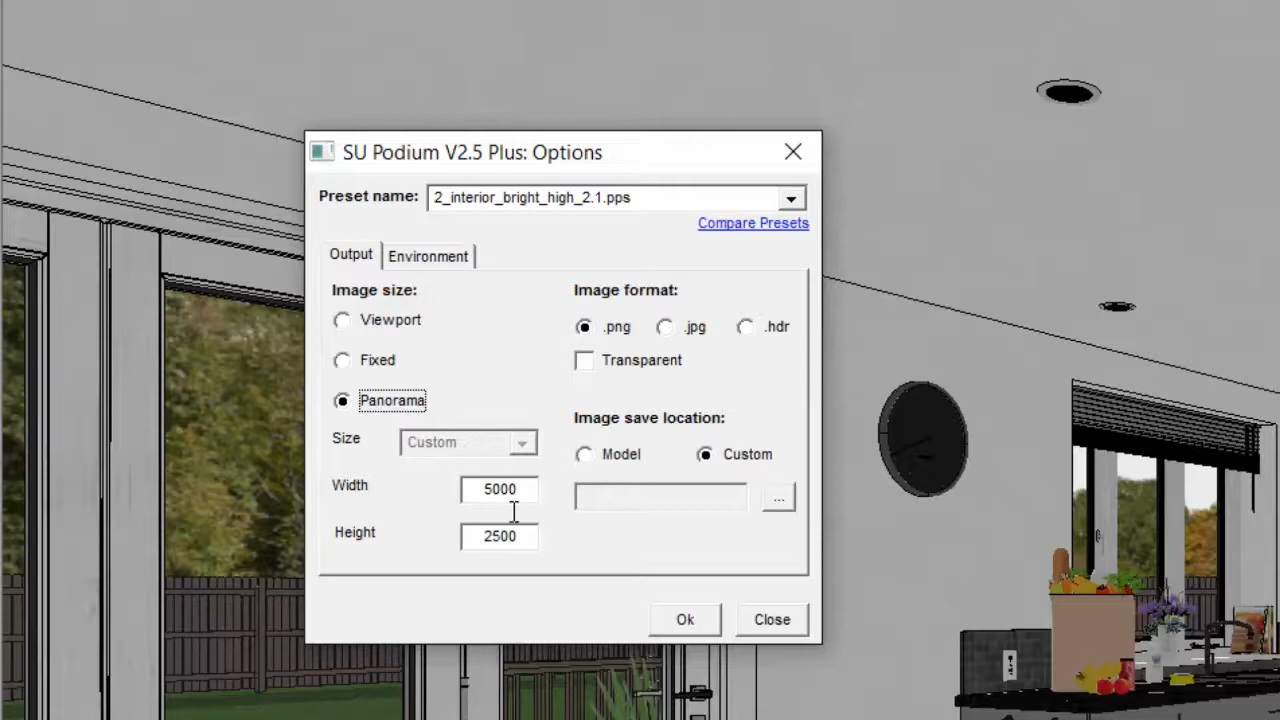 SU Podium V2.5 Plus: Options
Preset name: 2_interior_bright_high_2.1.pps
Compare Presets
Output Environment
Image size:
Viewport
Fixed
Panorama
Size Custom
Width 5000
Height 2500
Image format:
.png .jpg .hdr
Transparent
Image save location:
Model Custom
...
Ok Close